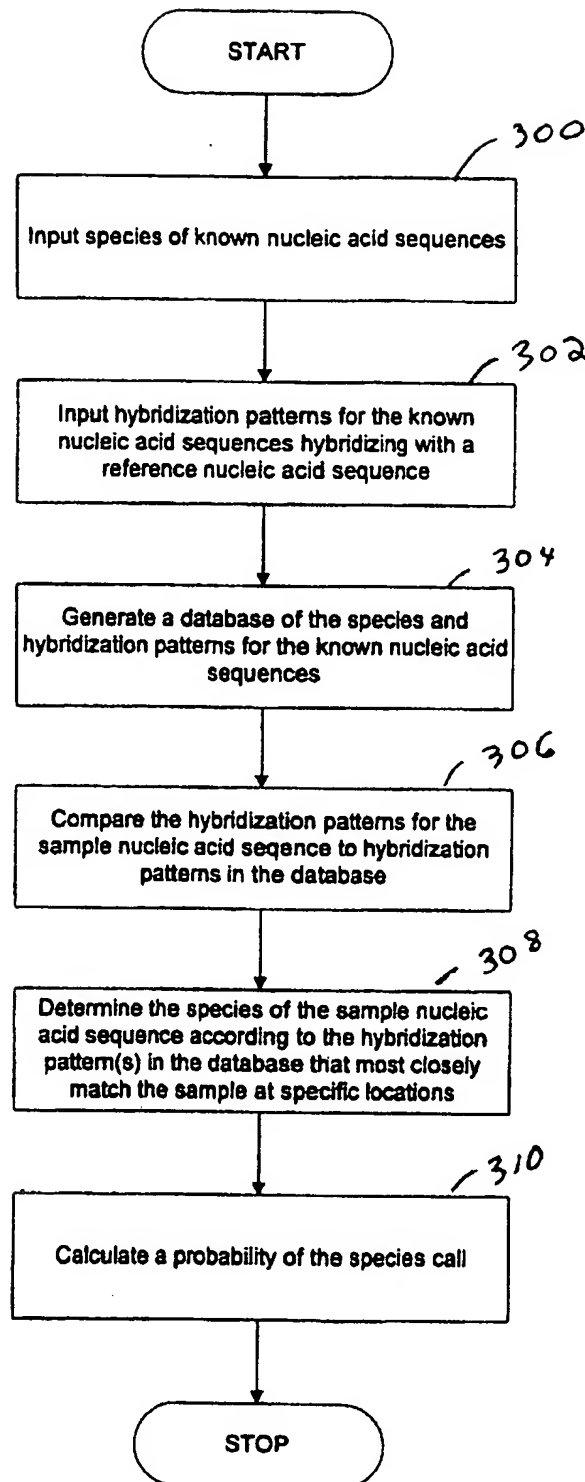 START
300
Input species of known nucleic acid sequences
302
Input hybridization patterns for the known
nucleic acid sequences hybridizing with a
reference nucleic acid sequence
304
Generate a database of the species and
hybridization patterns for the known nucleic acid
sequences
306
Compare the hybridization patterns for the
sample nucleic acid seqence to hybridization
patterns in the database
308
Determine the species of the sample nucleic
acid sequence according to the hybridization
pattern(s) in the database that most closely
match the sample at specific locations
310
Calculate a probability of the species call
STOP